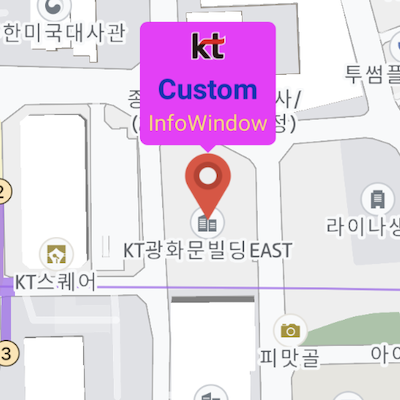 한미국대사관
kt
투썸플
종
사/
Custom
(
정)
InfoWindow
2
라이나생
KT광화문빌딩EAST
KT스퀘어
3
피맛골
아이